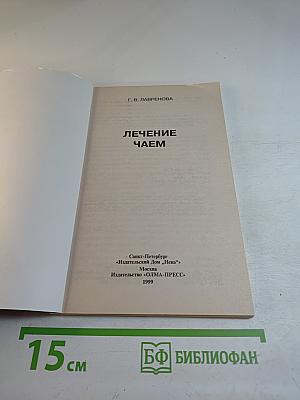 Г. В. ЛАВРЕНОВА
ЛЕЧЕНИЕ
ЧАЕМ
Санкт-Петербург
«Издательский Дом „Нева“»
Москва
Издательство «ОЛМА-ПРЕСС»
1999
15 см
БФ БИБЛИОФАН